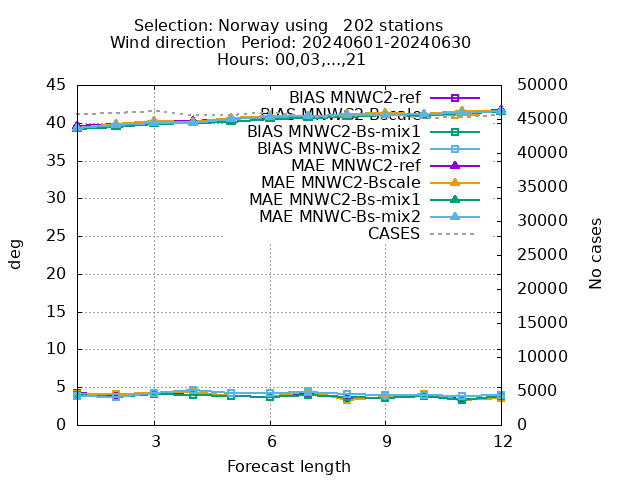 Selection: Norway using   202 stations
Wind direction   Period: 20240601-20240630
Hours: 00,03,...,21
BIAS MNWC2-ref
BIAS MNWC2-Bscale
BIAS MNWC2-Bs-mix1
BIAS MNWC-Bs-mix2
MAE MNWC2-ref
MAE MNWC2-Bscale
MAE MNWC2-Bs-mix1
MAE MNWC-Bs-mix2
CASES
45
40
35
30
25
20
15
10
5
0
deg
50000
45000
40000
35000
30000
25000
20000
15000
10000
5000
0
No cases
3 6 9 12
Forecast length